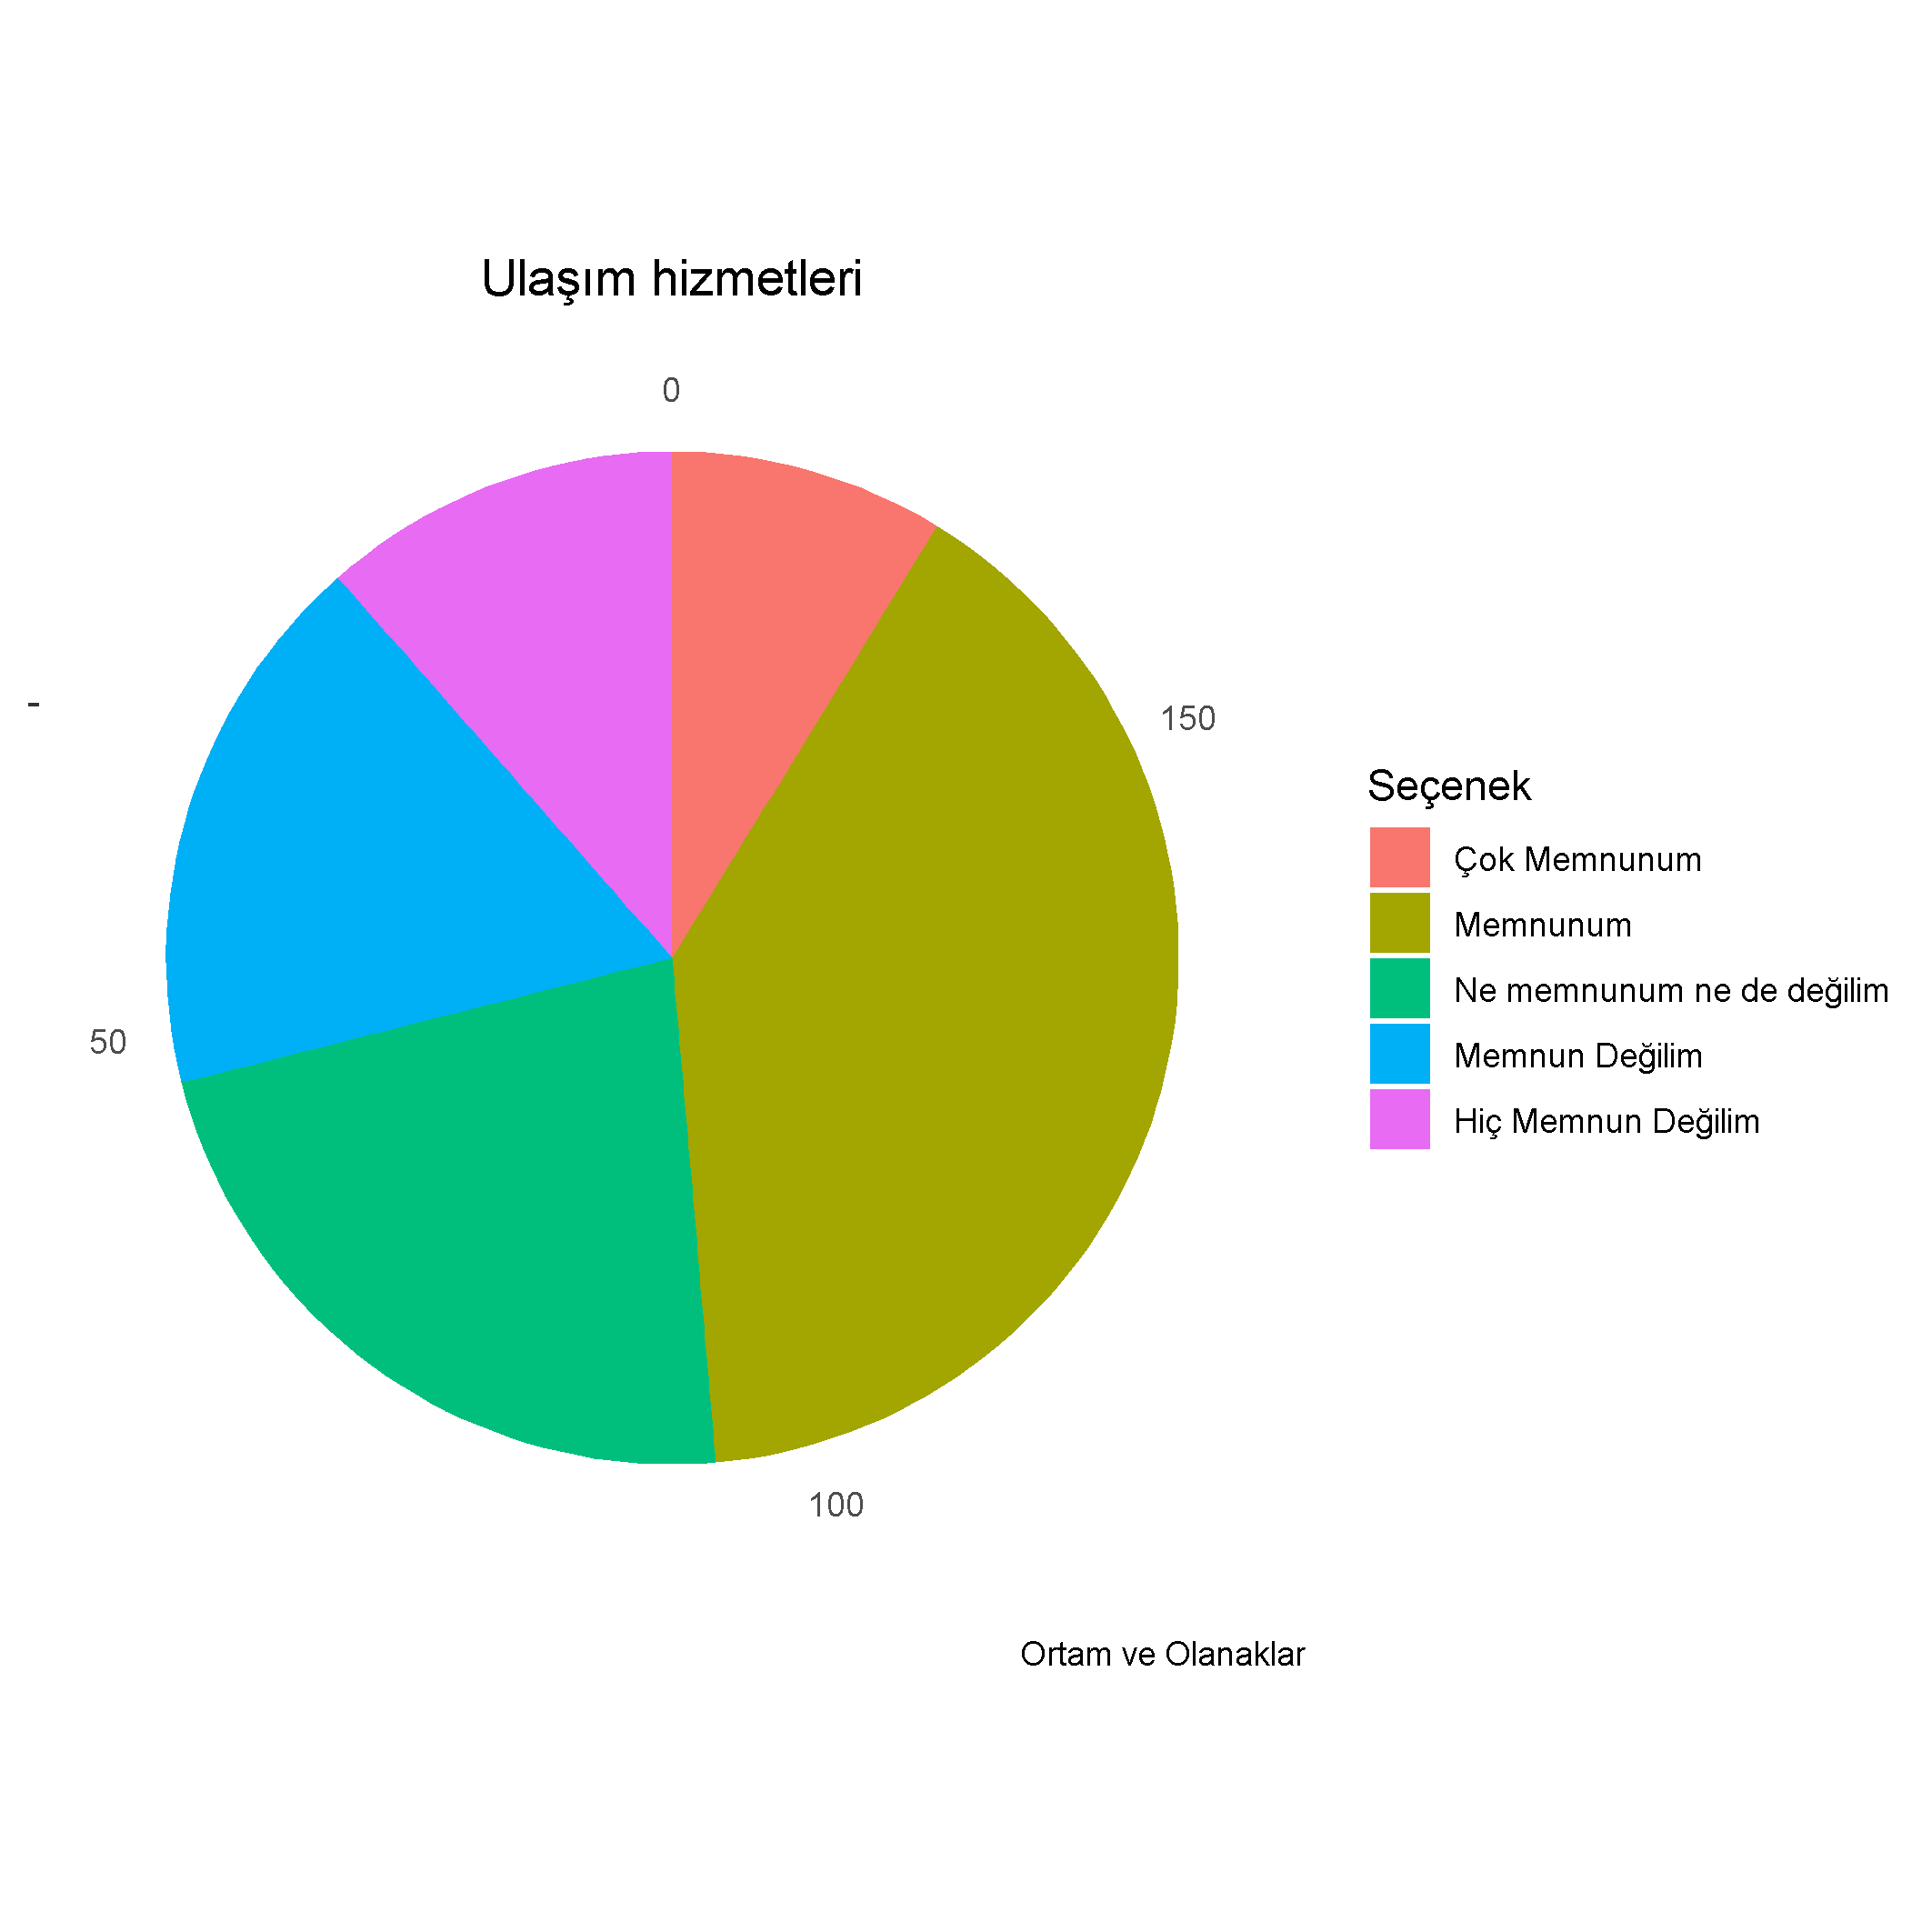 Ulaşım hizmetleri
0
150
50
100
Seçenek
Çok Memnunum
Memnunum
Ne memnunum ne de değilim
Memnun Değilim
Hiç Memnun Değilim
Ortam ve Olanaklar